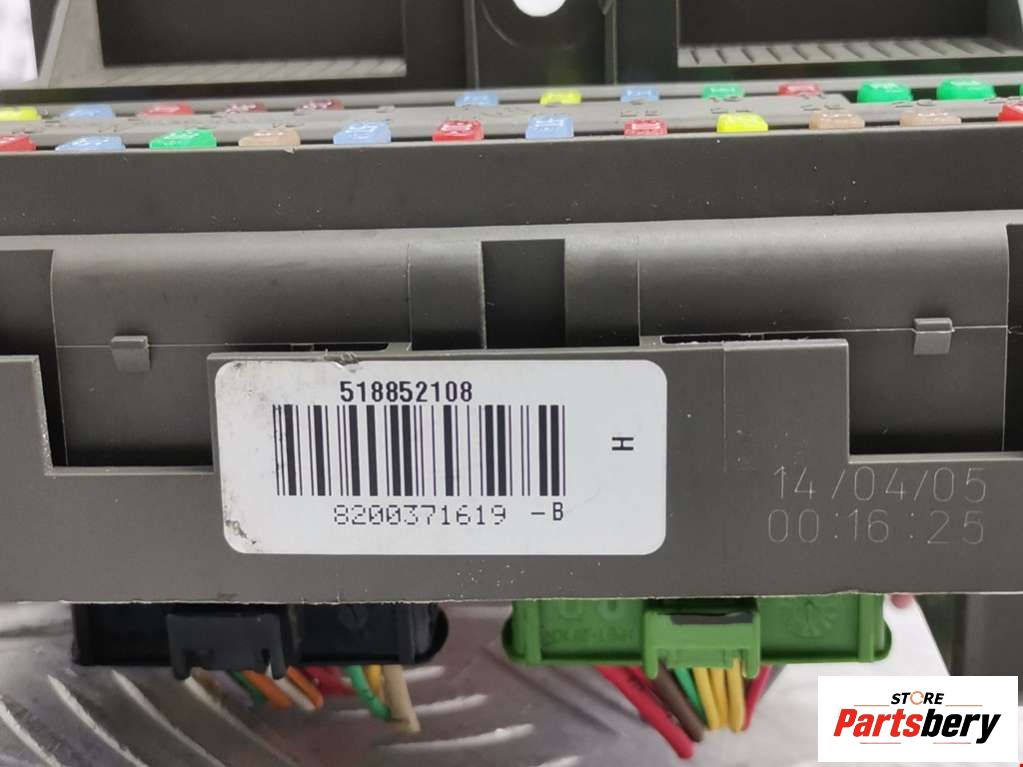 518852108
8200371619 -B
H
14/04/05
00:16:25
STORE
Partsbery